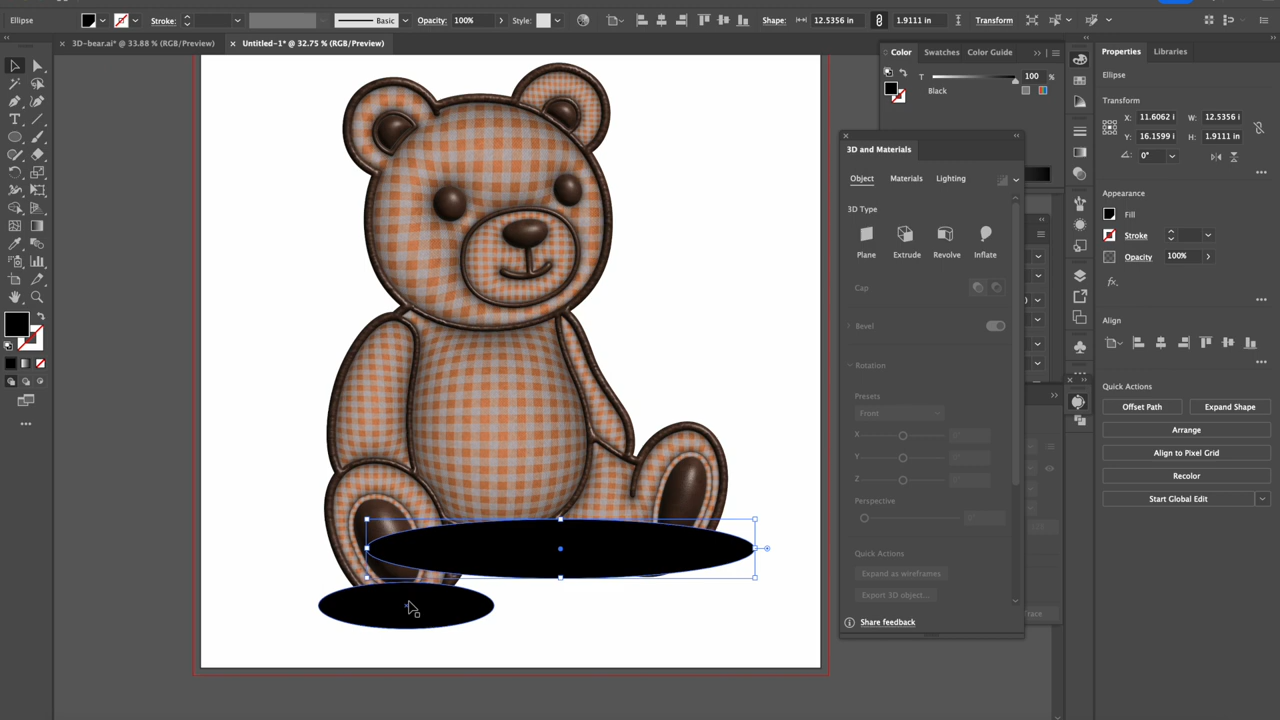 Ellipse
Stroke:
Basic
Opacity:
100%
Style:
Shape:
12.5356 in
1.9111 in
Transform
3D-bear.ai* @ 33.88 % (RGB/Preview)
Untitled-1* @ 32.75 % (RGB/Preview)
Color
Swatches
Color Guide
T
100
%
Black
3D and Materials
Object
Materials
Lighting
3D Type
Plane
Extrude
Revolve
Inflate
Cap
Bevel
Rotation
Presets
Front
X
Y
Z
Perspective
Quick Actions
Expand as wireframes
Export 3D object...
Share feedback
Trace
Properties
Libraries
Ellipse
Transform
X:
11.6062 i
W:
12.5356 i
Y:
16.1599 i
H:
1.9111 in
0°
Appearance
Fill
Stroke
Opacity
100%
fx.
Align
Quick Actions
Offset Path
Expand Shape
Arrange
Align to Pixel Grid
Recolor
Start Global Edit